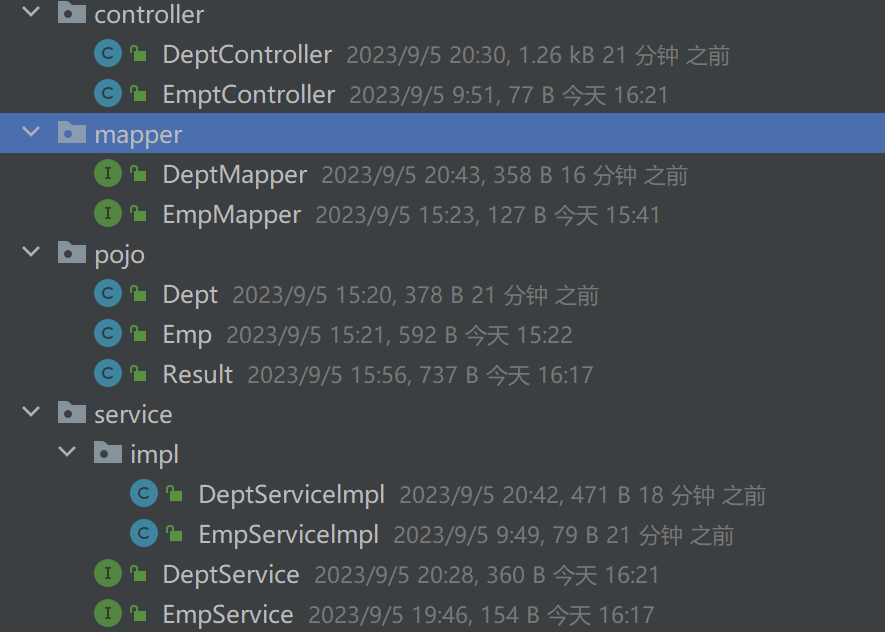 controller
C DeptController 2023/9/5 20:30, 1.26 kB 21 分钟 之前
C EmptController 2023/9/5 9:51, 77 B 今天 16:21
mapper
I DeptMapper 2023/9/5 20:43, 358 B 16 分钟 之前
I EmpMapper 2023/9/5 15:23, 127 B 今天 15:41
pojo
C Dept 2023/9/5 15:20, 378 B 21 分钟 之前
C Emp 2023/9/5 15:21, 592 B 今天 15:22
C Result 2023/9/5 15:56, 737 B 今天 16:17
service
impl
C DeptServiceImpl 2023/9/5 20:42, 471 B 18 分钟 之前
C EmpServiceImpl 2023/9/5 9:49, 79 B 21 分钟 之前
I DeptService 2023/9/5 20:28, 360 B 今天 16:21
I EmpService 2023/9/5 19:46, 154 B 今天 16:17